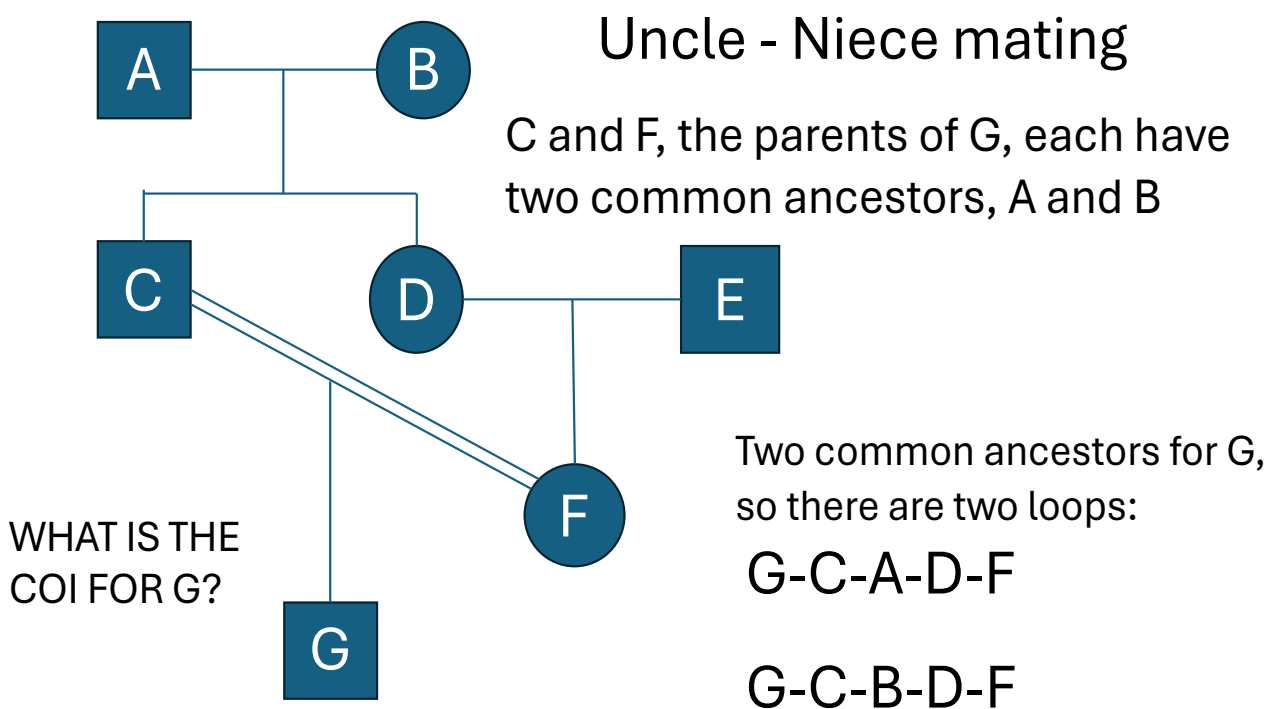 A
B
Uncle - Niece mating
C and F, the parents of G, each have
two common ancestors, A and B
C
D
E
Two common ancestors for G,
so there are two loops:
F
WHAT IS THE
COI FOR G?
G-C-A-D-F
G
G-C-B-D-F